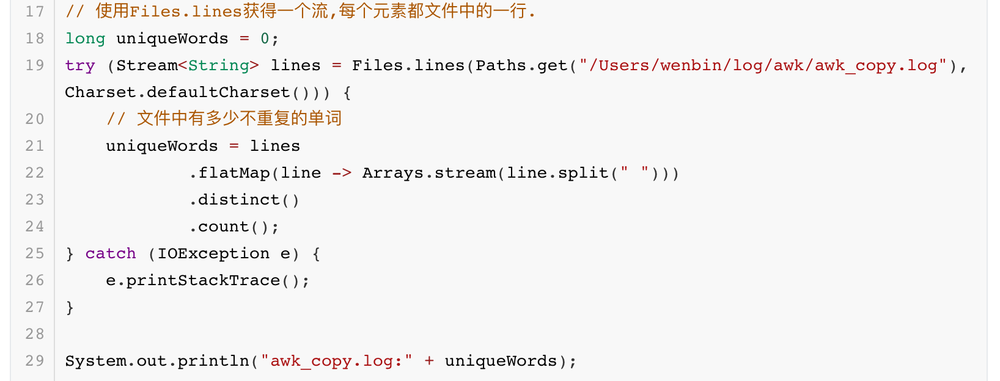 17 // 使用Files.lines获得一个流,每个元素都文件中的一行.
18 long uniqueWords = 0;
19 try (Stream<String> lines = Files.lines(Paths.get("/Users/wenbin/log/awk/awk_copy.log"),
Charset.defaultCharset())) {
20     // 文件中有多少不重复的单词
21     uniqueWords = lines
22             .flatMap(line -> Arrays.stream(line.split(" ")))
23             .distinct()
24             .count();
25 } catch (IOException e) {
26     e.printStackTrace();
27 }
28
29 System.out.println("awk_copy.log:" + uniqueWords);